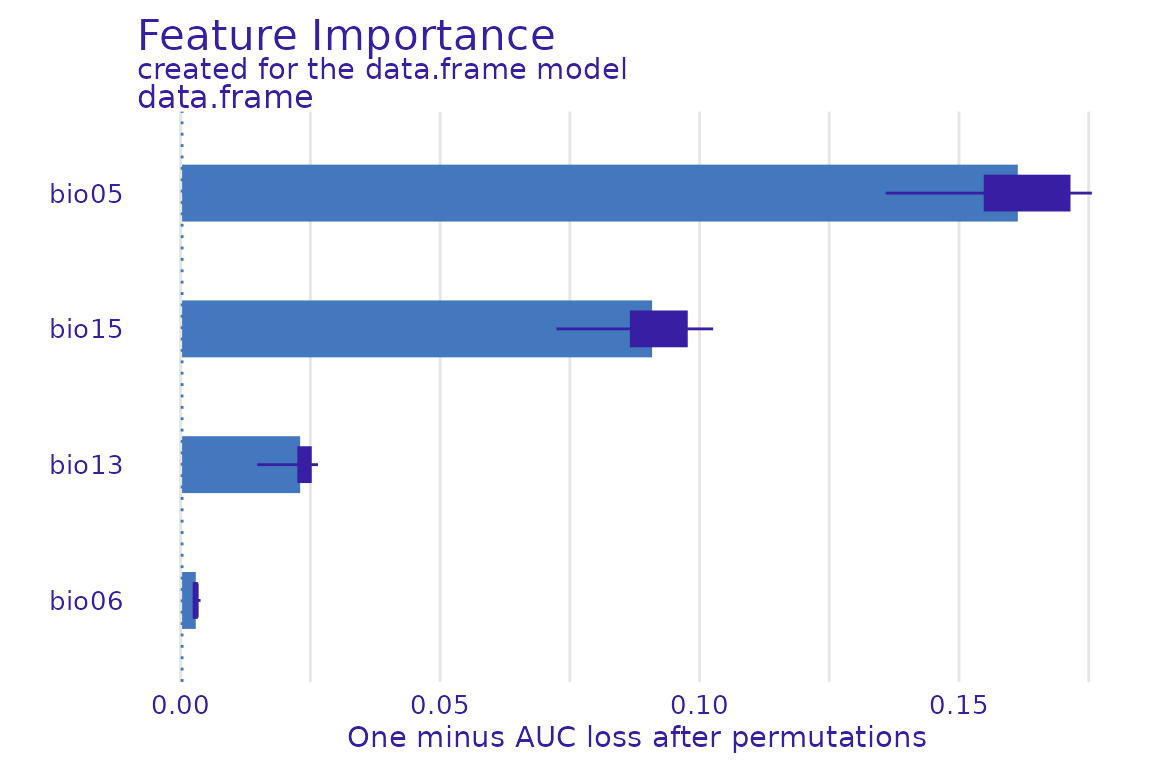 Feature Importance
created for the data.frame model
data.frame
bio05
bio15
bio13
bio06
0.00 0.05 0.10 0.15
One minus AUC loss after permutations